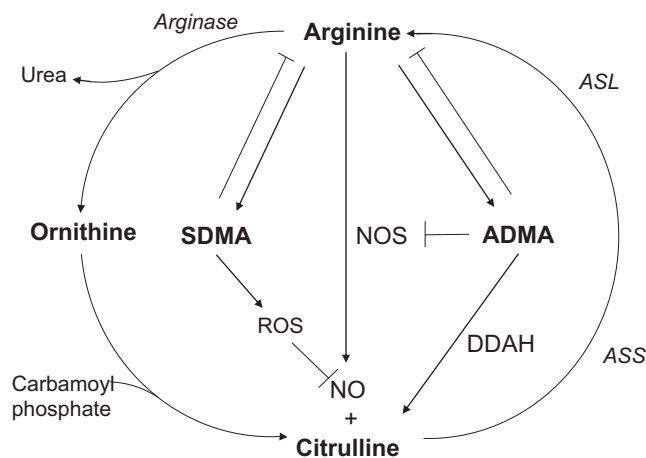 Arginase
Arginine
Urea
ASL
Ornithine
SDMA
NOS
ADMA
ROS
DDAH
ASS
Carbamoyl
phosphate
NO
+
Citrulline